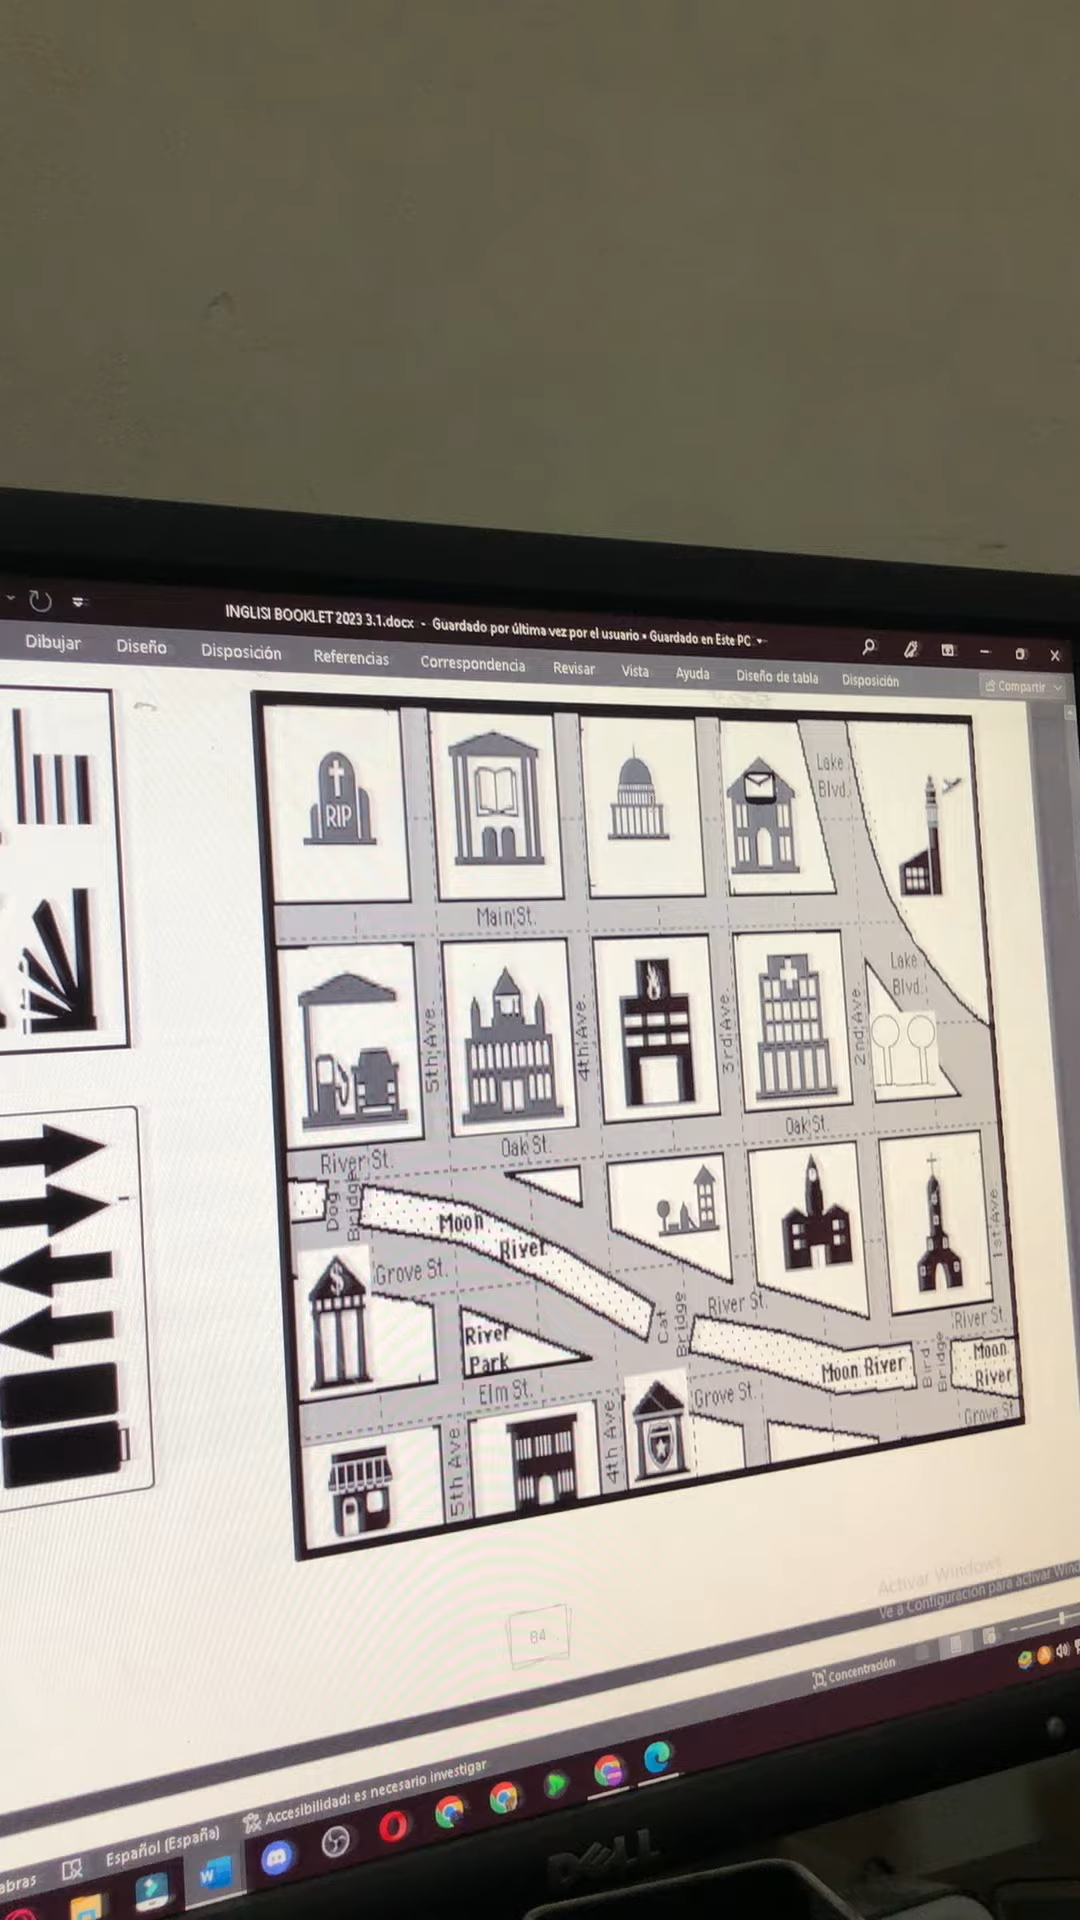 INGLISI BOOKLET 2023 3.1.docx - Guardado por última vez por el usuario • Guardado en Este PC
Dibujar Diseño Disposición Referencias Correspondencia Revisar Vista Ayuda Diseño de tabla Disposición Compartir
RIP
Lake
Blvd.
Main St.
Lake
Blvd.
5th Ave.
4th Ave.
3rd Ave.
2nd Ave.
Oak St.
Oak St.
River St.
Dog
Bridge
Moon
River
1st Ave
Grove St.
$
River St.
River St.
Cat
Bridge
River
Park
Moon River
Bird
Bridge
Moon
River
Elm St.
Grove St.
Grove St
5th Ave
4th Ave
64
Activar Windows
Ve a Configuración para activar Wind
Concentración
abras
Español (España)
Accesibilidad: es necesario investigar
W
DELL